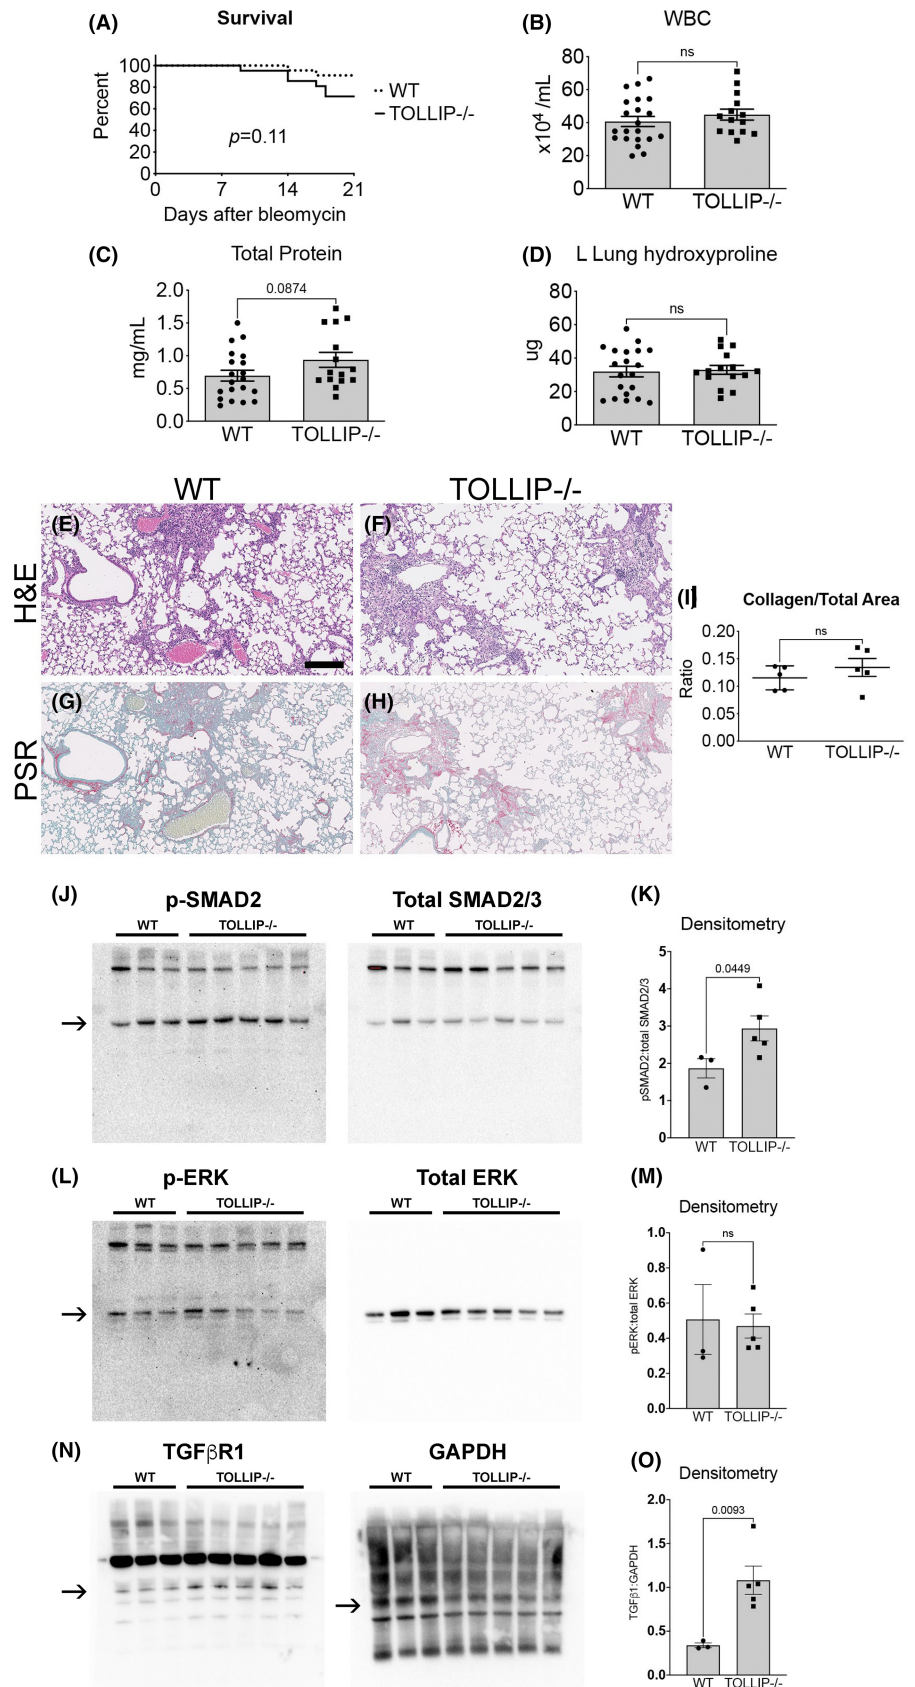 (A)
Survival
Percent
100
80
60
40
20
0
p=0.11
WT
TOLLIP-/-
0 7 14 21
Days after bleomycin
(B)
WBC
x10⁴ /mL
80
60
40
20
0
ns
WT TOLLIP-/-
(C)
Total Protein
mg/mL
2.0
1.5
1.0
0.5
0.0
0.0874
WT TOLLIP-/-
(D)
L Lung hydroxyproline
ug
80
60
40
20
0
ns
WT TOLLIP-/-
WT TOLLIP-/-
H&E
(E) (F)
PSR
(G) (H)
(I)
Collagen/Total Area
Ratio
0.20
0.15
0.10
0.05
0.00
ns
WT TOLLIP-/-
(J)
p-SMAD2 Total SMAD2/3
WT TOLLIP-/- WT TOLLIP-/-
(K)
Densitometry
pSMAD2:total SMAD2/3
5
4
3
2
1
0
0.0449
WT TOLLIP-/-
(L)
p-ERK Total ERK
WT TOLLIP-/- WT TOLLIP-/-
(M)
Densitometry
pERK:total ERK
1.0
0.8
0.6
0.4
0.2
0.0
ns
WT TOLLIP-/-
(N)
TGFβR1 GAPDH
WT TOLLIP-/- WT TOLLIP-/-
(O)
Densitometry
TGFβ1:GAPDH
2.0
1.5
1.0
0.5
0.0
0.0093
WT TOLLIP-/-